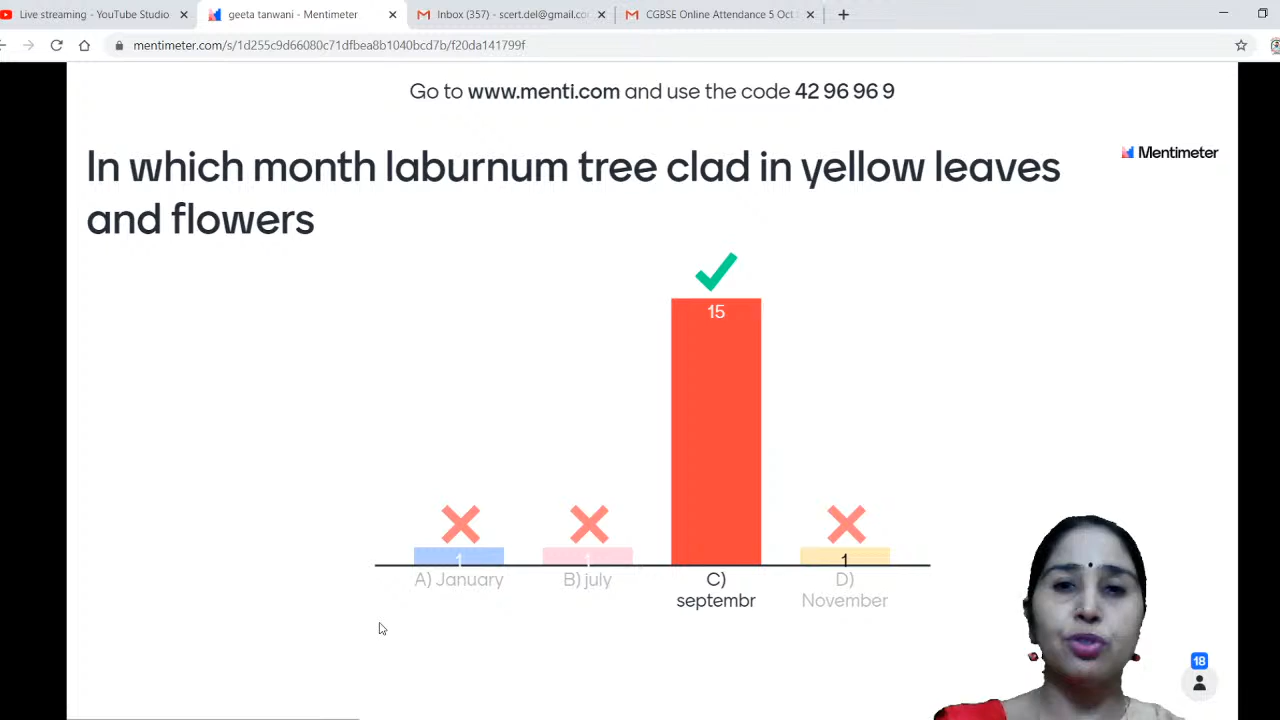 Live streaming - YouTube Studio
geeta tanwani - Mentimeter
Inbox (357) - scert.del@gmail.co
CGBSE Online Attendance 5 Oct
mentimeter.com/s/1d255c9d66080c71dfbea8b1040bcd7b/f20da141799f
Go to www.menti.com and use the code 42 96 96 9
Mentimeter
In which month laburnum tree clad in yellow leaves
and flowers
15
1
1
1
A) January
B) july
C)
septembr
D)
November
18